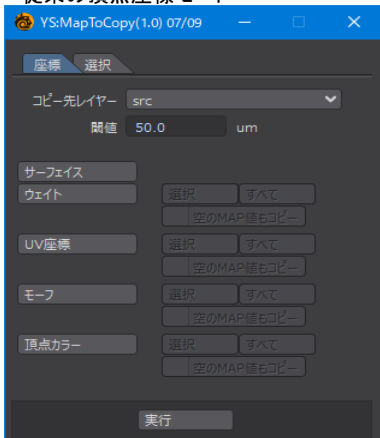 従来の頂点座標モード
YS:MapToCopy(1.0) 07/09
座標 選択
コピー先レイヤー src
閾値 50.0 um
サーフェイス
ウェイト 選択 すべて
空のMAP値もコピー
UV座標 選択 すべて
空のMAP値もコピー
モーフ 選択 すべて
空のMAP値もコピー
頂点カラー 選択 すべて
空のMAP値もコピー
実行